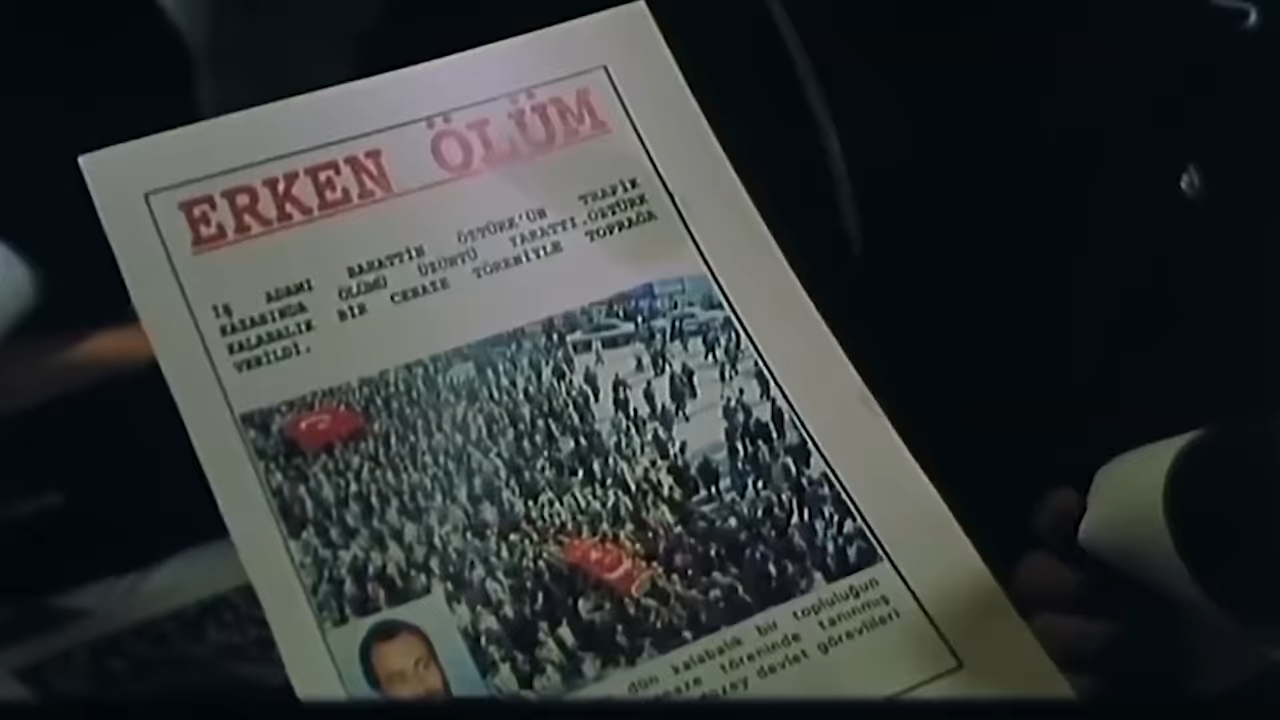 ERKEN ÖLÜM
İŞ ADAMI BAHATTİN ÖZTÜRK'ÜN TRAFİK
KAZASINDA ÖLÜMÜ ÜZÜNTÜ YARATTI.ÖZTÜRK
KALABALIK BİR CENAZE TÖRENİYLE TOPRAĞA
VERİLDİ.
dün kalabalık bir topluluğun
töreninde tanınmış
devlet görevlileri